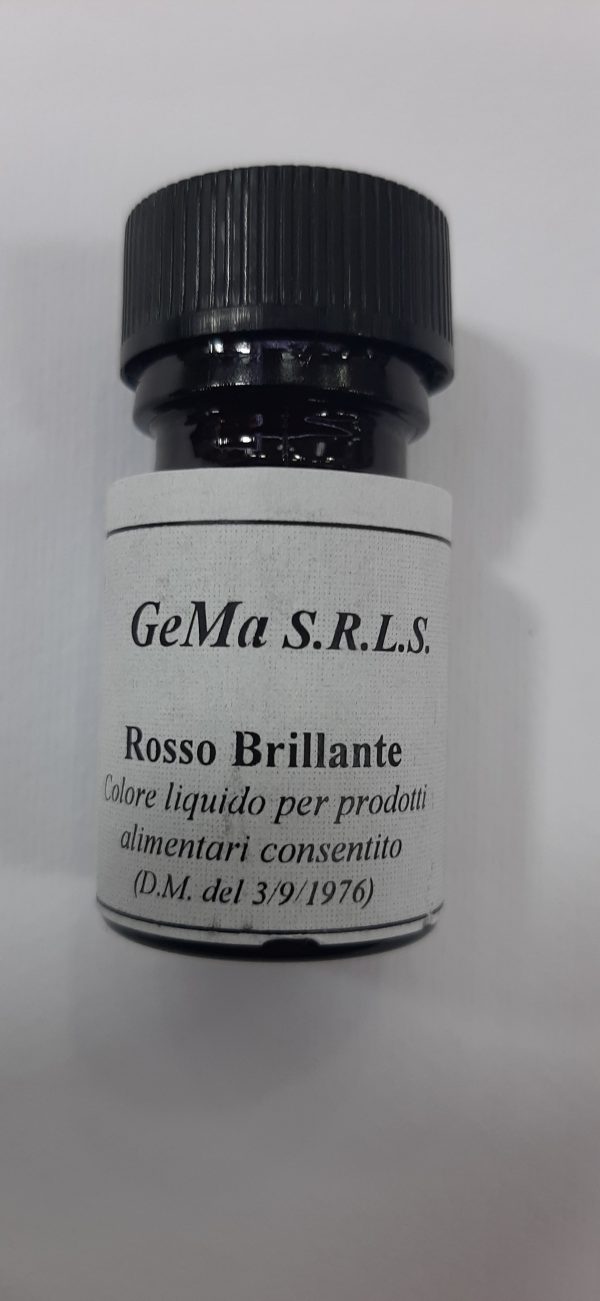 GeMa S.R.L.S.
Rosso Brillante
Colore liquido per prodotti
alimentari consentito
(D.M. del 3/9/1976)